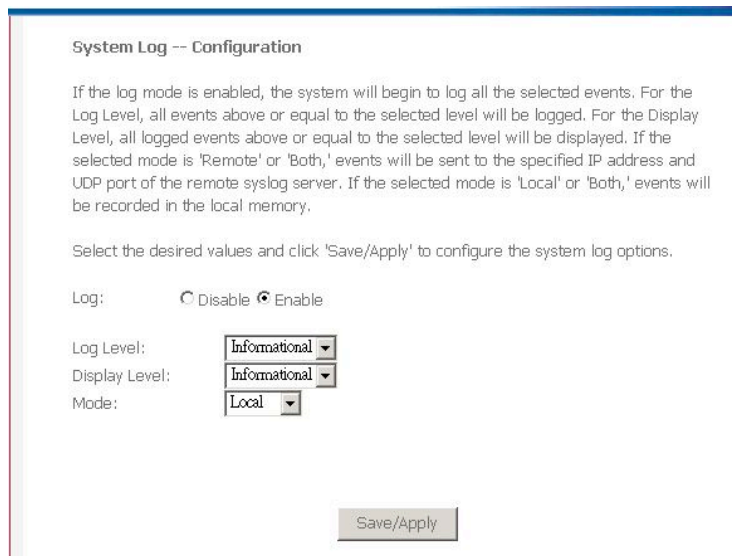 System Log -- Configuration
If the log mode is enabled, the system will begin to log all the selected events. For the
Log Level, all events above or equal to the selected level will be logged. For the Display
Level, all logged events above or equal to the selected level will be displayed. If the
selected mode is 'Remote' or 'Both,' events will be sent to the specified IP address and
UDP port of the remote syslog server. If the selected mode is 'Local' or 'Both,' events will
be recorded in the local memory.
Select the desired values and click 'Save/Apply' to configure the system log options.
Log: Disable Enable
Log Level: Informational
Display Level: Informational
Mode: Local
Save/Apply